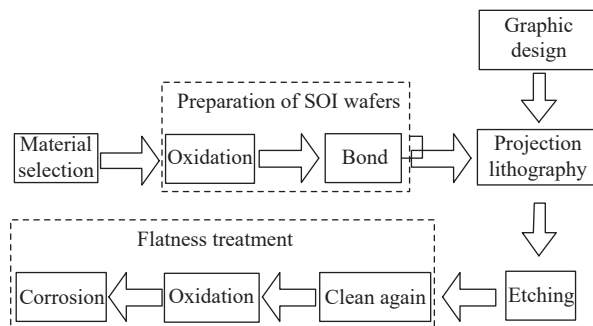 Graphic
design
Preparation of SOI wafers
Material
selection
Oxidation
Bond
Projection
lithography
Flatness treatment
Corrosion
Oxidation
Clean again
Etching